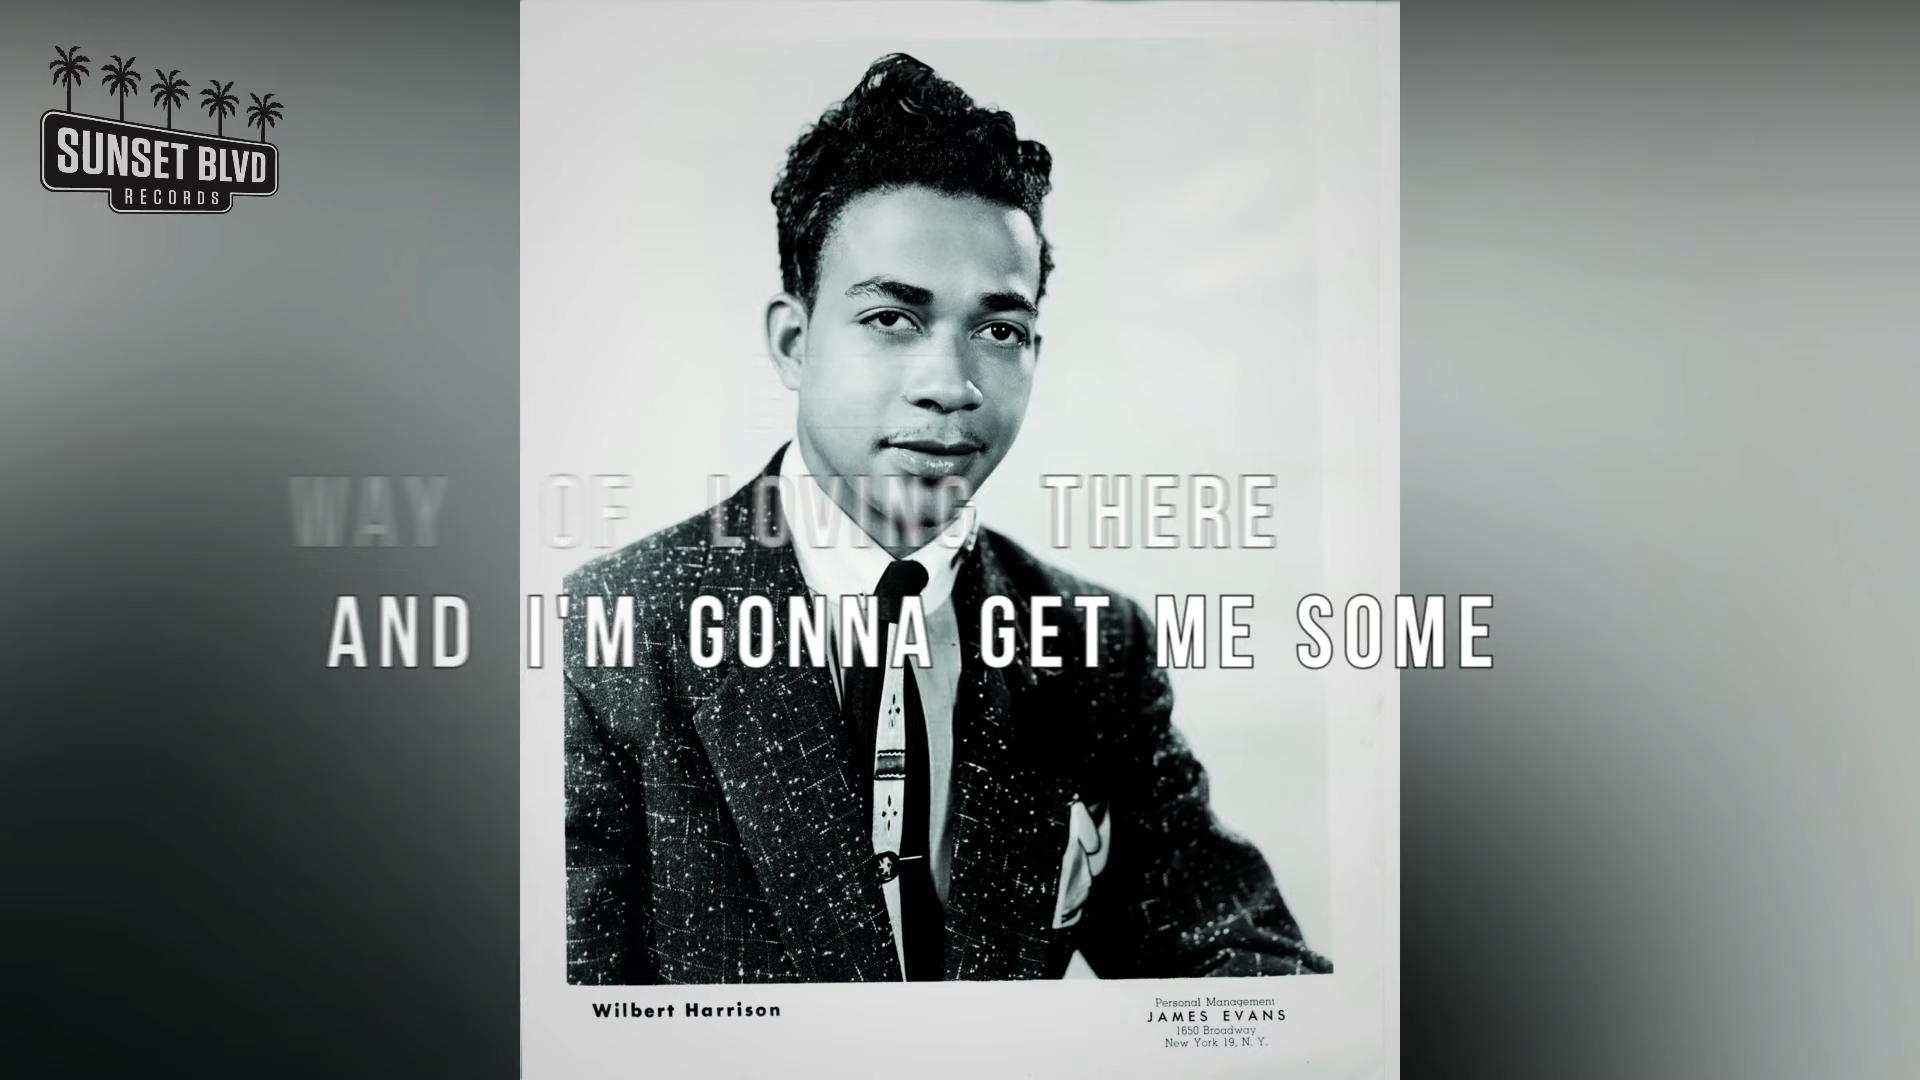 SUNSET BLVD
RECORDS
WAY OF LOVING THERE
AND I'M GONNA GET ME SOME
Wilbert Harrison
Personal Management
JAMES EVANS
1650 Broadway
New York 19, N. Y.